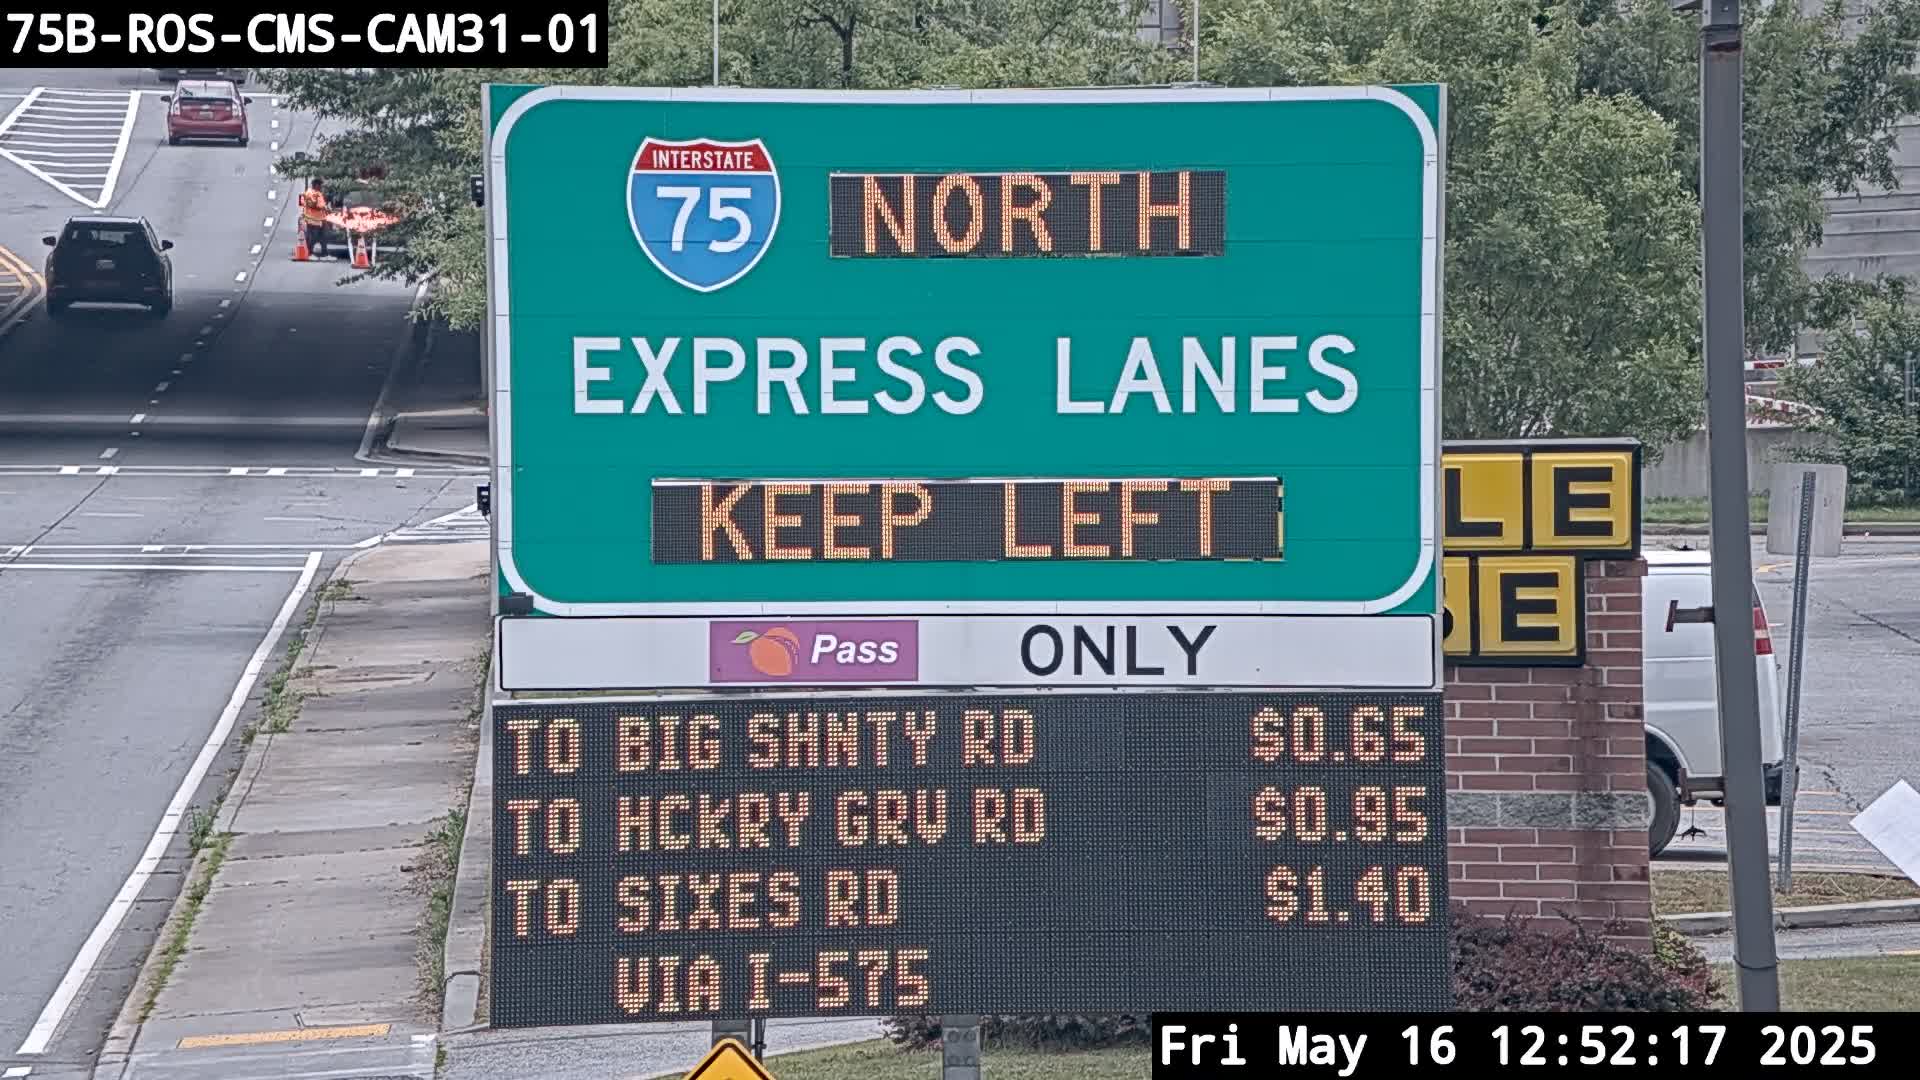 75B-ROS-CMS-CAM31-01
INTERSTATE
75
NORTH
EXPRESS LANES
KEEP LEFT
Pass ONLY
TO BIG SHNTY RD $0.65
TO HCKRY GRV RD $0.95
TO SIXES RD $1.40
VIA I-575
LE
E
Fri May 16 12:52:17 2025